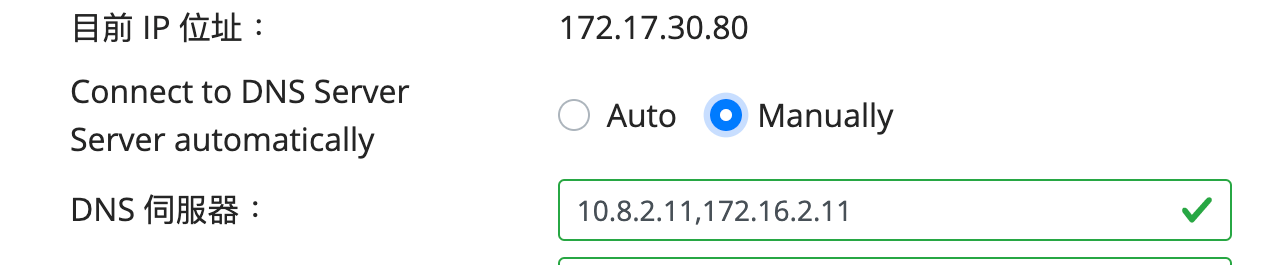 目前 IP 位址：
172.17.30.80
Connect to DNS Server
Server automatically
Auto
Manually
DNS 伺服器：
10.8.2.11,172.16.2.11